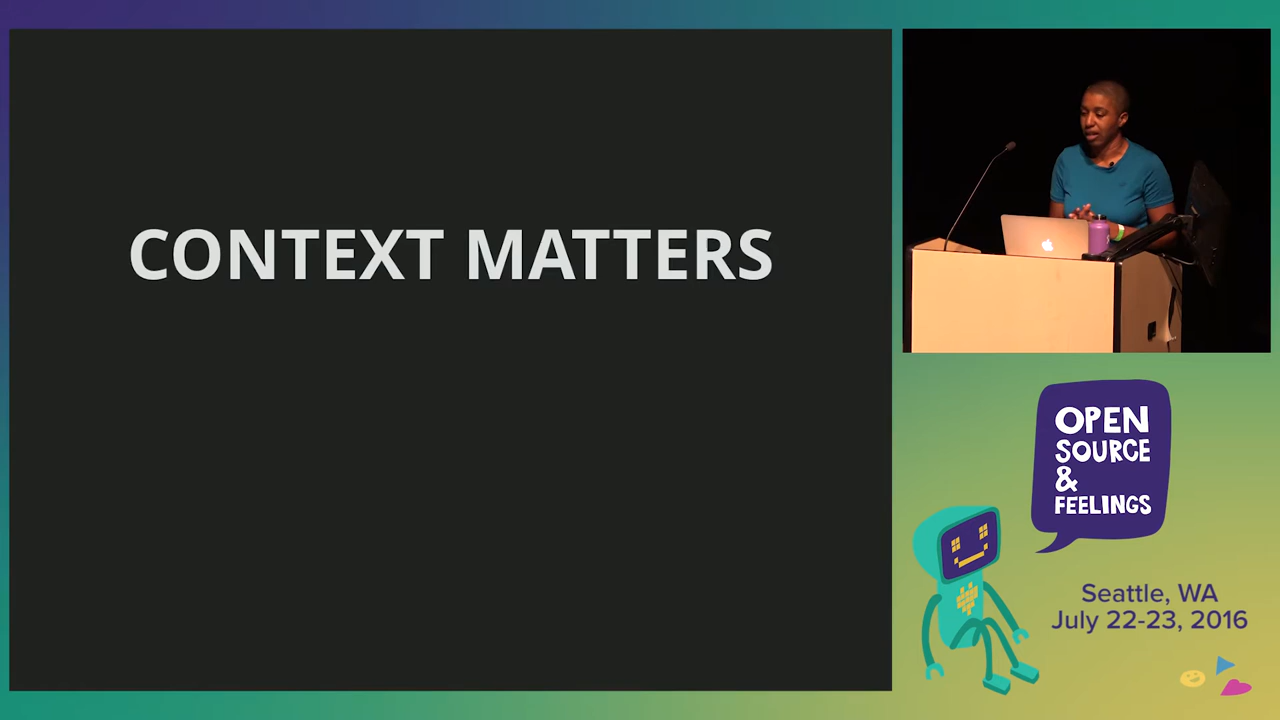 CONTEXT MATTERS
OPEN
SOURCE
&
FEELINGS
Seattle, WA
July 22-23, 2016